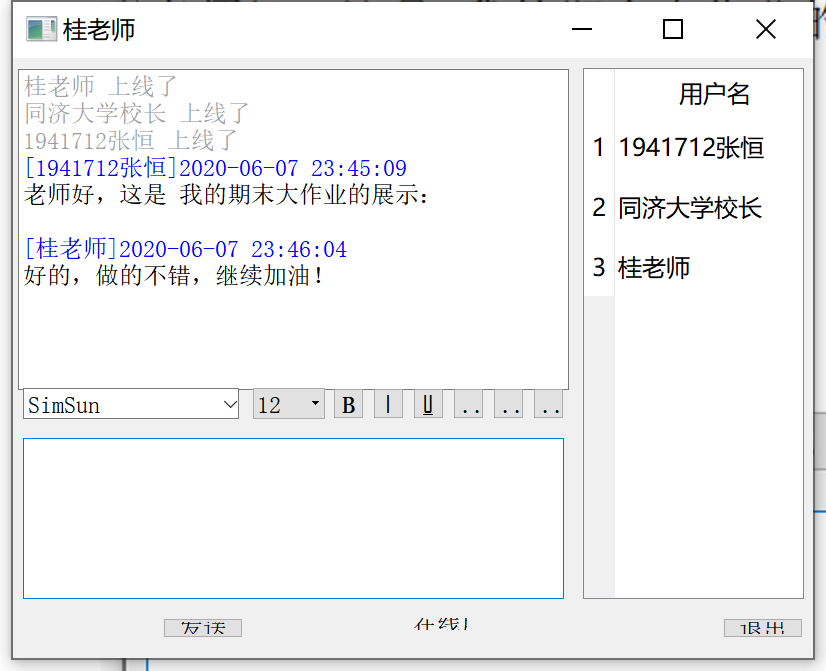 桂老师
桂老师 上线了
同济大学校长 上线了
1941712张恒 上线了
[1941712张恒]2020-06-07 23:45:09
老师好，这是 我的期末大作业的展示：
[桂老师]2020-06-07 23:46:04
好的，做的不错，继续加油！
SimSun
12
B
I
U
..
..
..
用户名
1 1941712张恒
2 同济大学校长
3 桂老师
发送
在线!
退出